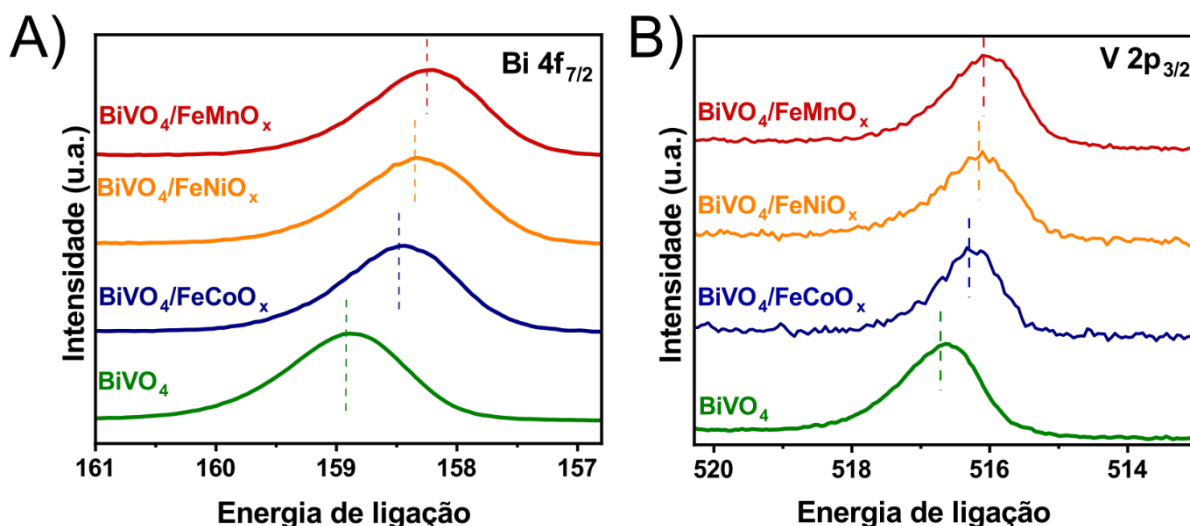 A)
Bi 4f7/2
BiVO4/FeMnOx
BiVO4/FeNiOx
BiVO4/FeCoOx
BiVO4
Intensidade (u.a.)
161 160 159 158 157
Energia de ligação
B)
V 2p3/2
BiVO4/FeMnOx
BiVO4/FeNiOx
BiVO4/FeCoOx
BiVO4
Intensidade (u.a.)
520 518 516 514
Energia de ligação